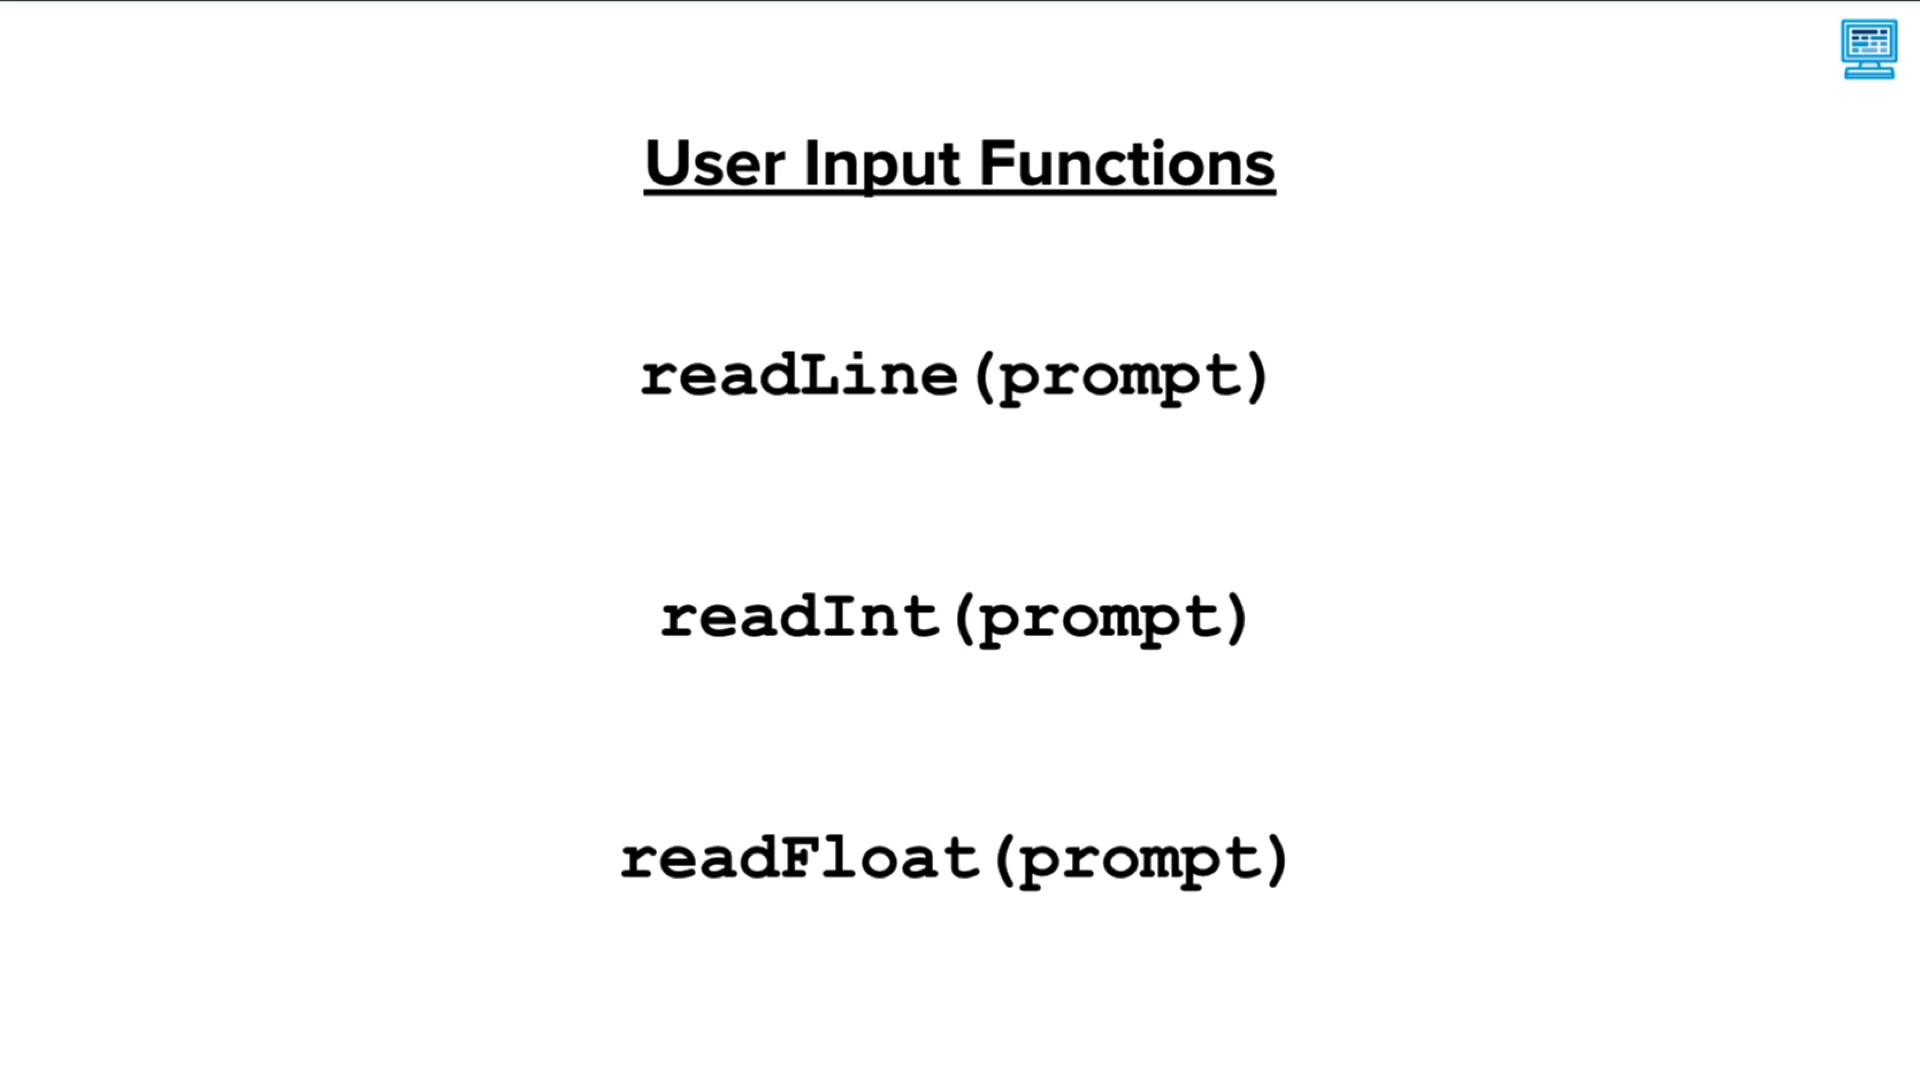 User Input Functions
readLine(prompt)
readInt(prompt)
readFloat(prompt)